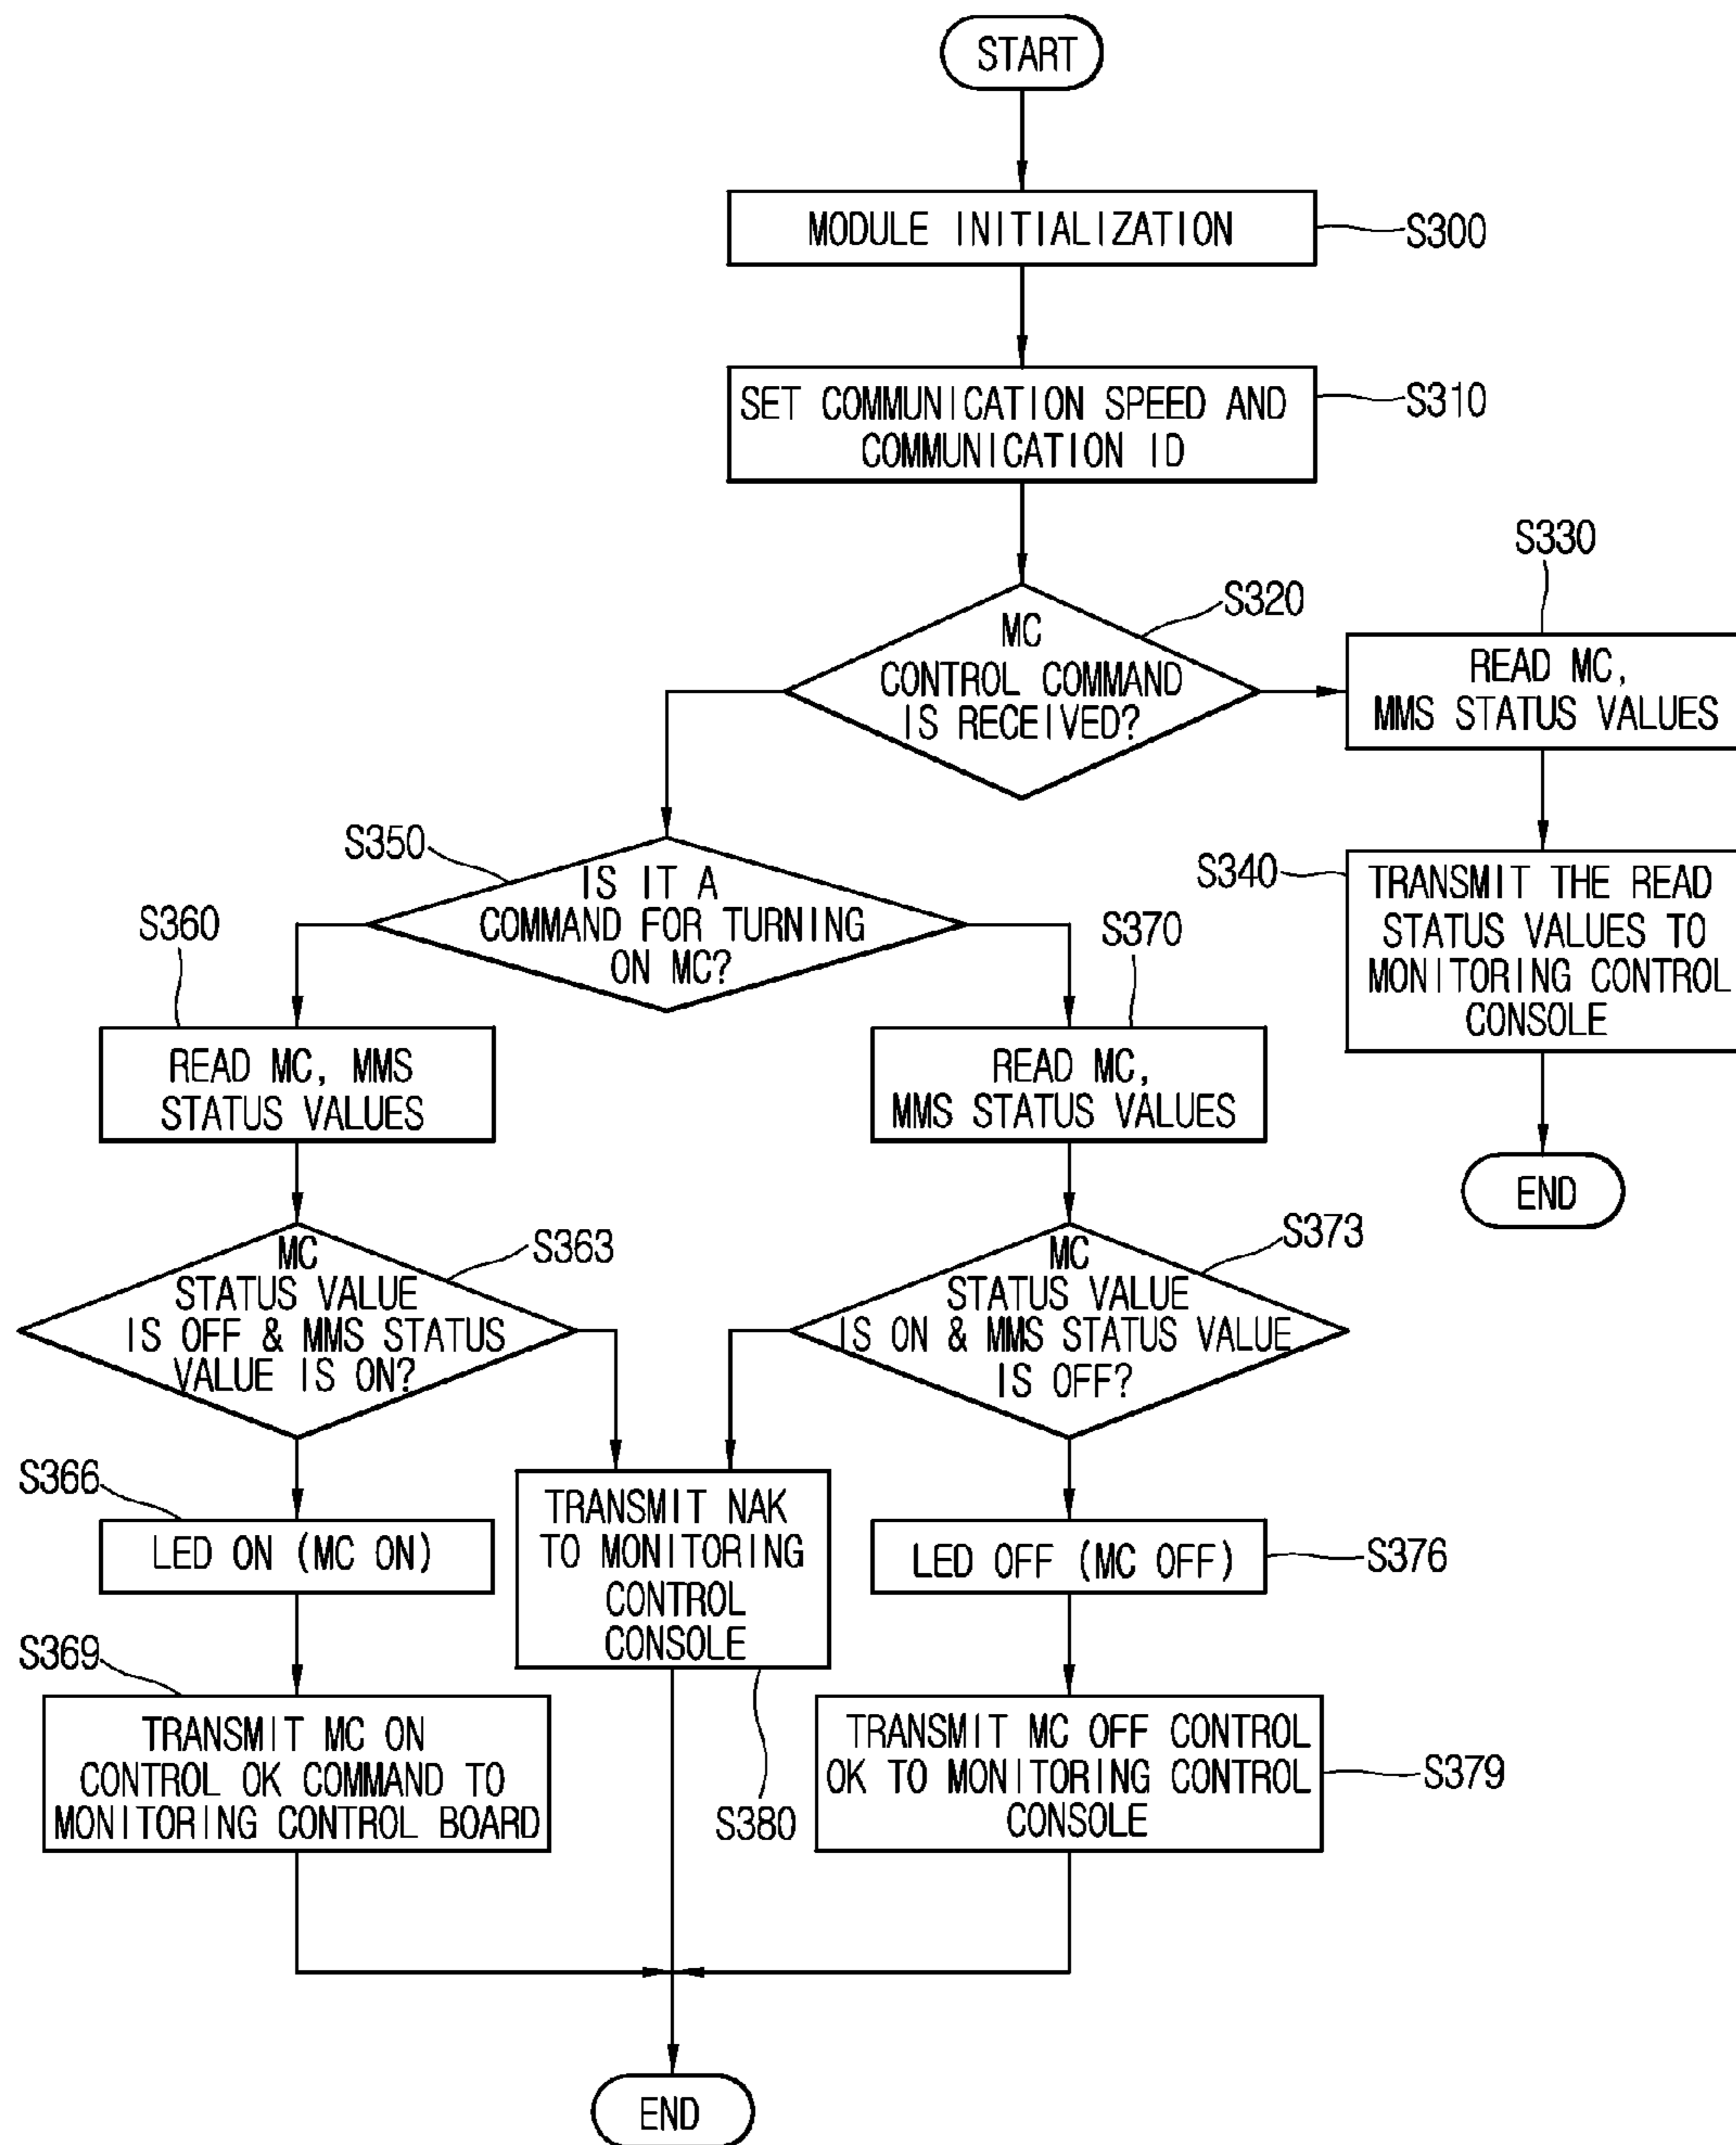 START
MODULE INITIALIZATION
S300
SET COMMUNICATION SPEED AND
COMMUNICATION ID
S310
MC
CONTROL COMMAND
IS RECEIVED?
S320
S330
READ MC,
MMS STATUS VALUES
S340
TRANSMIT THE READ
STATUS VALUES TO
MONITORING CONTROL
CONSOLE
END
S350
IS IT A
COMMAND FOR TURNING
ON MC?
S360
READ MC, MMS
STATUS VALUES
S370
READ MC,
MMS STATUS VALUES
MC
STATUS VALUE
IS OFF & MMS STATUS
VALUE IS ON?
S363
MC
STATUS VALUE
IS ON & MMS STATUS VALUE
IS OFF?
S373
S366
LED ON (MC ON)
TRANSMIT NAK
TO MONITORING
CONTROL
CONSOLE
S380
LED OFF (MC OFF)
S376
S369
TRANSMIT MC ON
CONTROL OK COMMAND TO
MONITORING CONTROL BOARD
TRANSMIT MC OFF CONTROL
OK TO MONITORING CONTROL
CONSOLE
S379
END